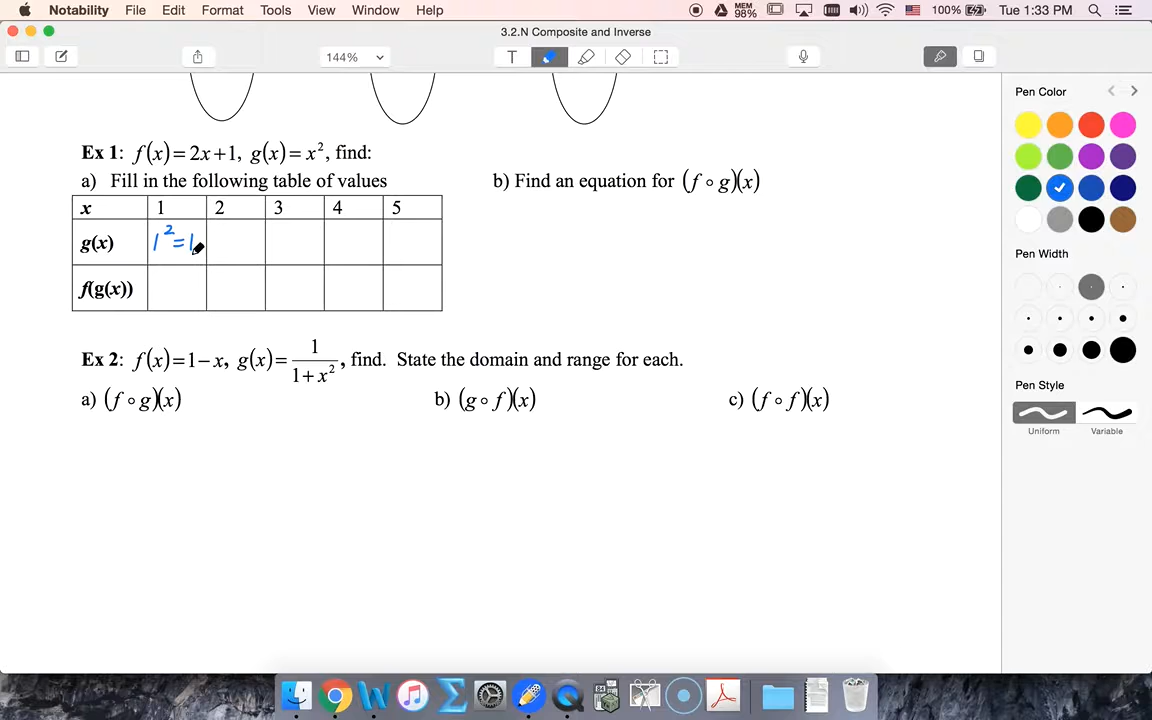 Notability File Edit Format Tools View Window Help MEM 98% 100% Tue 1:33 PM
3.2.N Composite and Inverse
144% T
Pen Color
Ex 1: f(x)=2x+1, g(x)=x², find:
a) Fill in the following table of values b) Find an equation for (f∘g)(x)
x 1 2 3 4 5
g(x) 1²=1
f(g(x))
Pen Width
Ex 2: f(x)=1−x, g(x)=1/(1+x²), find. State the domain and range for each.
a) (f∘g)(x) b) (g∘f)(x) c) (f∘f)(x)
Pen Style
Uniform Variable